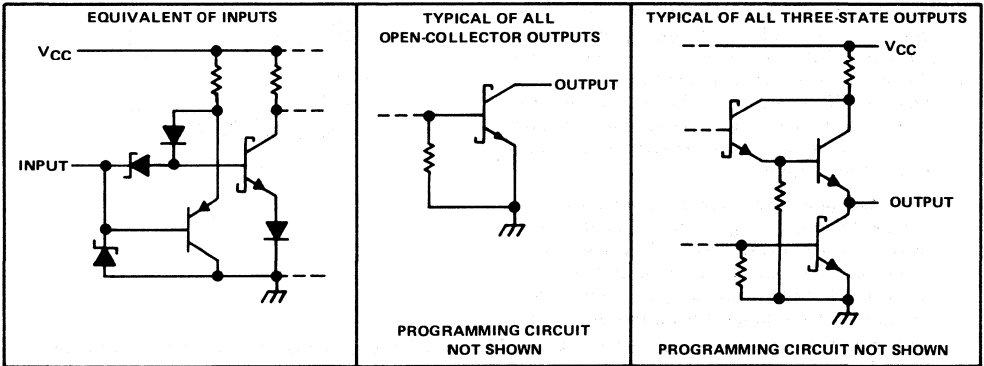 EQUIVALENT OF INPUTS
VCC
INPUT
TYPICAL OF ALL
OPEN-COLLECTOR OUTPUTS
OUTPUT
PROGRAMMING CIRCUIT
NOT SHOWN
TYPICAL OF ALL THREE-STATE OUTPUTS
VCC
OUTPUT
PROGRAMMING CIRCUIT NOT SHOWN